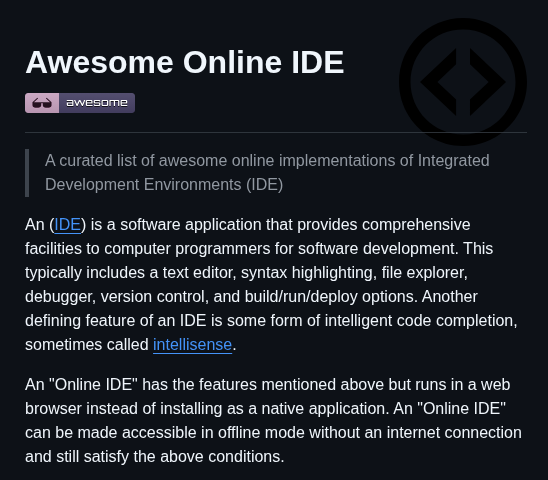 Awesome Online IDE
awesome
A curated list of awesome online implementations of Integrated
Development Environments (IDE)
An (IDE) is a software application that provides comprehensive
facilities to computer programmers for software development. This
typically includes a text editor, syntax highlighting, file explorer,
debugger, version control, and build/run/deploy options. Another
defining feature of an IDE is some form of intelligent code completion,
sometimes called intellisense.
An "Online IDE" has the features mentioned above but runs in a web
browser instead of installing as a native application. An "Online IDE"
can be made accessible in offline mode without an internet connection
and still satisfy the above conditions.